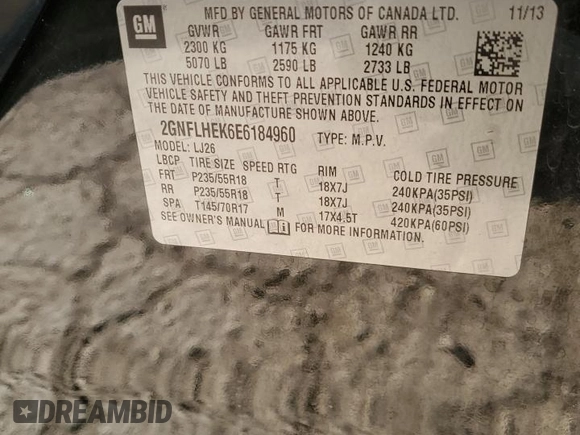 GM
MFD BY GENERAL MOTORS OF CANADA LTD. 11/13
GVWR GAWR FRT GAWR RR
2300 KG 1175 KG 1240 KG
5070 LB 2590 LB 2733 LB
THIS VEHICLE CONFORMS TO ALL APPLICABLE U.S. FEDERAL MOTOR
VEHICLE SAFETY AND THEFT PREVENTION STANDARDS IN EFFECT ON
THE DATE OF MANUFACTURE SHOWN ABOVE.
2GNFLHEK6E6184960 TYPE: M.P.V.
MODEL: LJ26
LBCP TIRE SIZE SPEED RTG RIM COLD TIRE PRESSURE
FRT P235/55R18 T 18X7J 240KPA(35PSI)
RR P235/55R18 T 18X7J 240KPA(35PSI)
SPA T145/70R17 M 17X4.5T 420KPA(60PSI)
SEE OWNER'S MANUAL FOR MORE INFORMATION.
DREAMBID